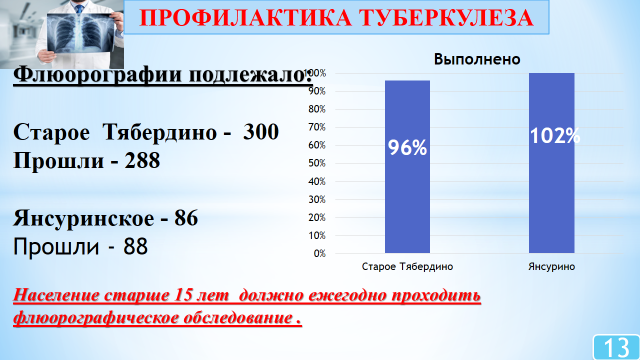 ПРОФИЛАКТИКА ТУБЕРКУЛЕЗА
Флюорографии подлежало:
Старое Тябердино - 300
Прошли - 288
Янсуринское - 86
Прошли - 88
Выполнено
100%
90%
80%
70%
60%
50%
40%
30%
20%
10%
0%
96%
102%
Старое Тябердино
Янсурино
Население старше 15 лет должно ежегодно проходить
флюорографическое обследование .
13